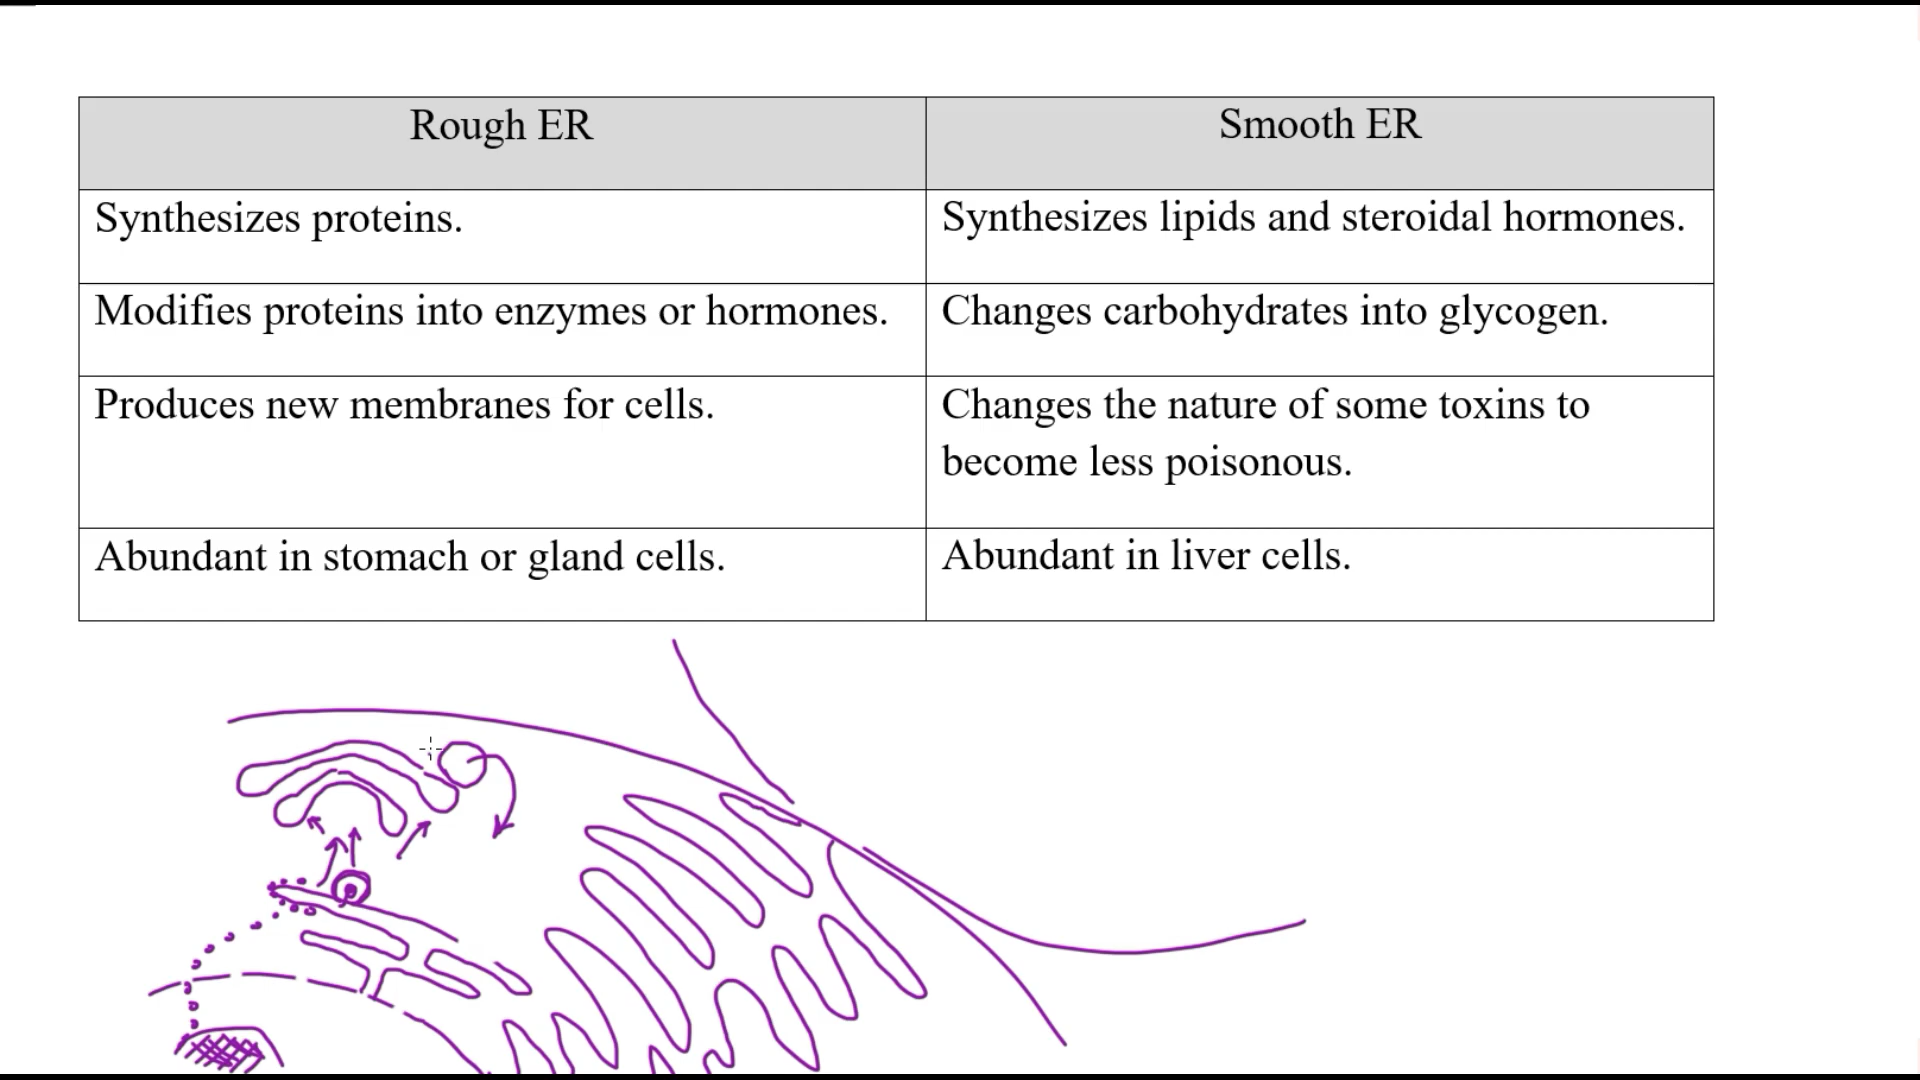 Rough ER
Smooth ER
Synthesizes proteins.
Synthesizes lipids and steroidal hormones.
Modifies proteins into enzymes or hormones.
Changes carbohydrates into glycogen.
Produces new membranes for cells.
Changes the nature of some toxins to
become less poisonous.
Abundant in stomach or gland cells.
Abundant in liver cells.